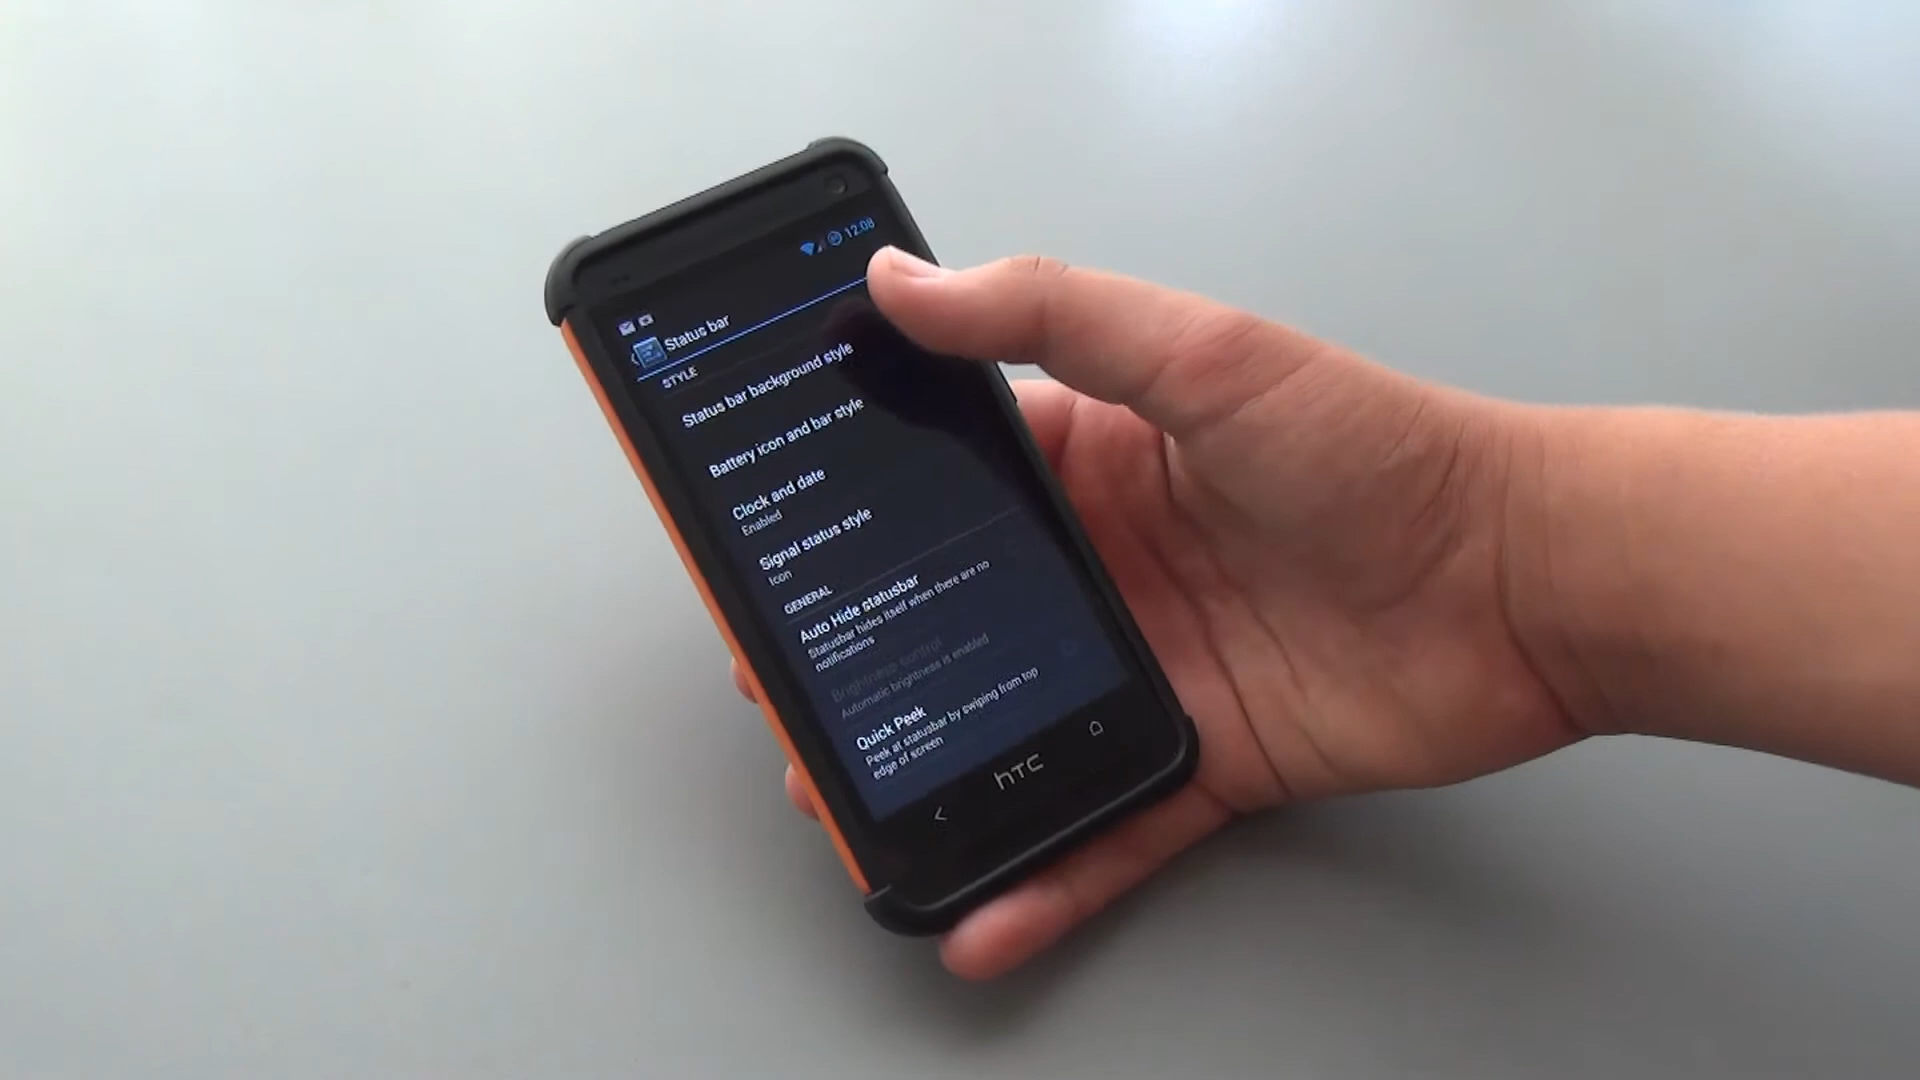 12:08
Status bar
STYLE
Status bar background style
Battery icon and bar style
Clock and date
Enabled
Signal status style
Icon
GENERAL
Auto Hide statusbar
Statusbar hides itself when there are no
notifications
Brightness control
Automatic brightness is enabled
Quick Peek
Peek at statusbar by swiping from top
edge of screen
hTC